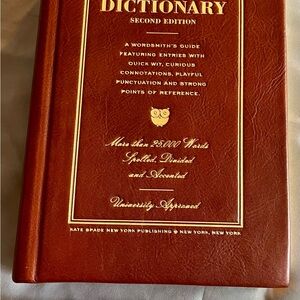 DICTIONARY
SECOND EDITION
A WORDSMITH'S GUIDE
FEATURING ENTRIES WITH
QUICK WIT, CURIOUS
CONNOTATIONS, PLAYFUL
PUNCTUATION AND STRONG
POINTS OF REFERENCE.
More than 25,000 Words
Spelled, Divided
and Accented
University Approved
KATE SPADE NEW YORK PUBLISHING @ NEW YORK, NEW YORK